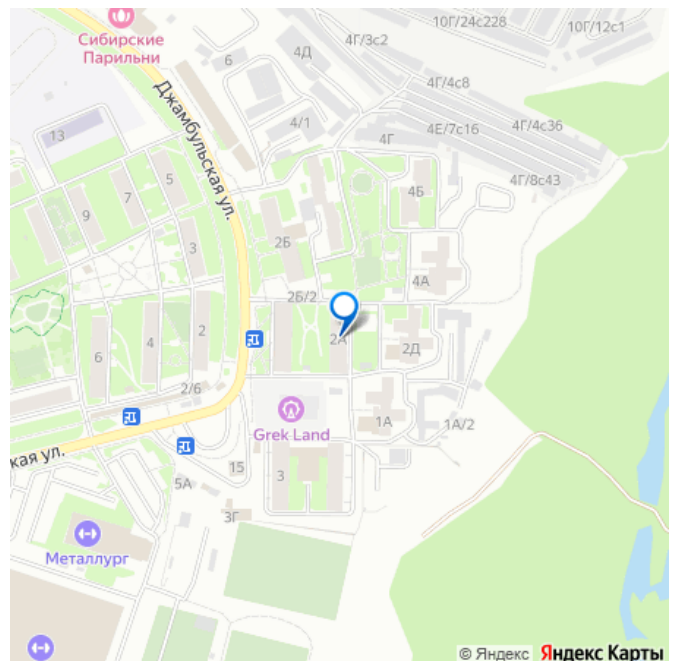 10Г/24с228
10Г/12с1
Сибирские
Парильни
4Г/3с2
6
4Д
4Г/4с8
Джамбульская ул.
4/1
4Г
4Е/7с16
4Г/4с36
13
4Г/8с43
5
7
9
4Б
3
2Б
4А
2Б/2
2А
2
4
6
2Д
2/6
1А
1А/2
Grek Land
ская ул.
15
3
5А
3Г
Металлург
© Яндекс Яндекс Карты